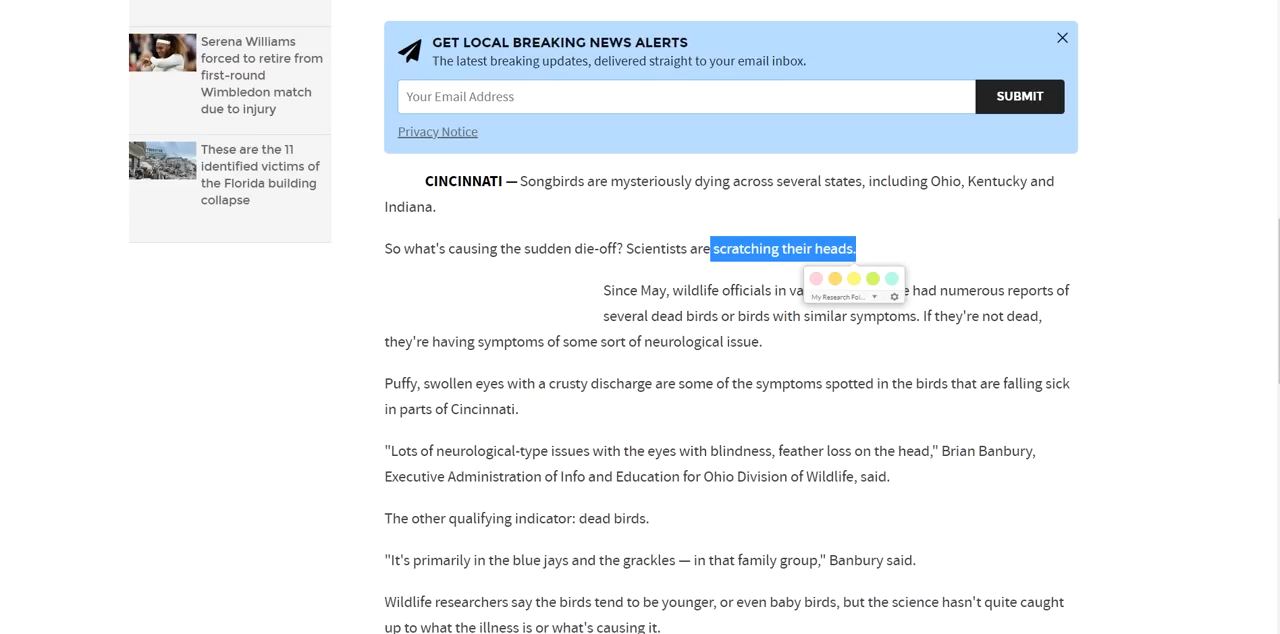 Serena Williams
forced to retire from
first-round
Wimbledon match
due to injury
These are the 11
identified victims of
the Florida building
collapse
GET LOCAL BREAKING NEWS ALERTS
The latest breaking updates, delivered straight to your email inbox.
Your Email Address
SUBMIT
Privacy Notice
CINCINNATI — Songbirds are mysteriously dying across several states, including Ohio, Kentucky and
Indiana.
So what's causing the sudden die-off? Scientists are scratching their heads.
My Research Fol...
Since May, wildlife officials in had numerous reports of
several dead birds or birds with similar symptoms. If they're not dead,
they're having symptoms of some sort of neurological issue.
Puffy, swollen eyes with a crusty discharge are some of the symptoms spotted in the birds that are falling sick
in parts of Cincinnati.
"Lots of neurological-type issues with the eyes with blindness, feather loss on the head," Brian Banbury,
Executive Administration of Info and Education for Ohio Division of Wildlife, said.
The other qualifying indicator: dead birds.
"It's primarily in the blue jays and the grackles — in that family group," Banbury said.
Wildlife researchers say the birds tend to be younger, or even baby birds, but the science hasn't quite caught
up to what the illness is or what's causing it.